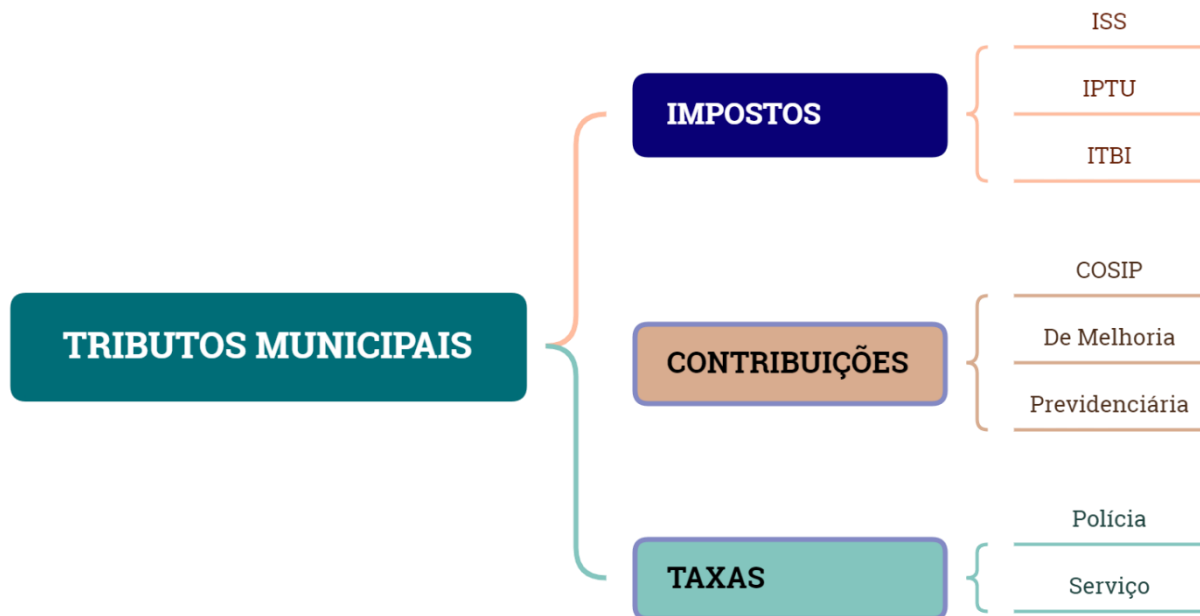 TRIBUTOS MUNICIPAIS
IMPOSTOS
ISS
IPTU
ITBI
CONTRIBUIÇÕES
COSIP
De Melhoria
Previdenciária
TAXAS
Polícia
Serviço